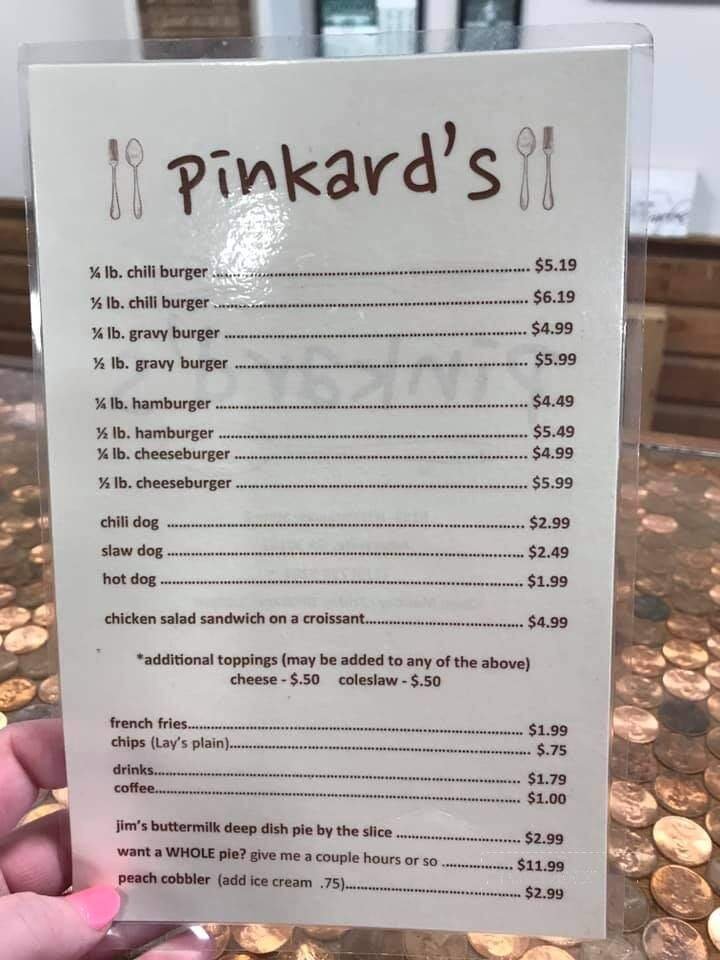 pinkard's
¼ lb. chili burger $5.19
½ lb. chili burger $6.19
¼ lb. gravy burger $4.99
½ lb. gravy burger $5.99
¼ lb. hamburger $4.49
½ lb. hamburger $5.49
¼ lb. cheeseburger $4.99
½ lb. cheeseburger $5.99
chili dog $2.99
slaw dog $2.49
hot dog $1.99
chicken salad sandwich on a croissant $4.99
*additional toppings (may be added to any of the above)
cheese - $.50 coleslaw - $.50
french fries $1.99
chips (Lay's plain) $.75
drinks $1.79
coffee $1.00
jim's buttermilk deep dish pie by the slice $2.99
want a WHOLE pie? give me a couple hours or so $11.99
peach cobbler (add ice cream .75) $2.99